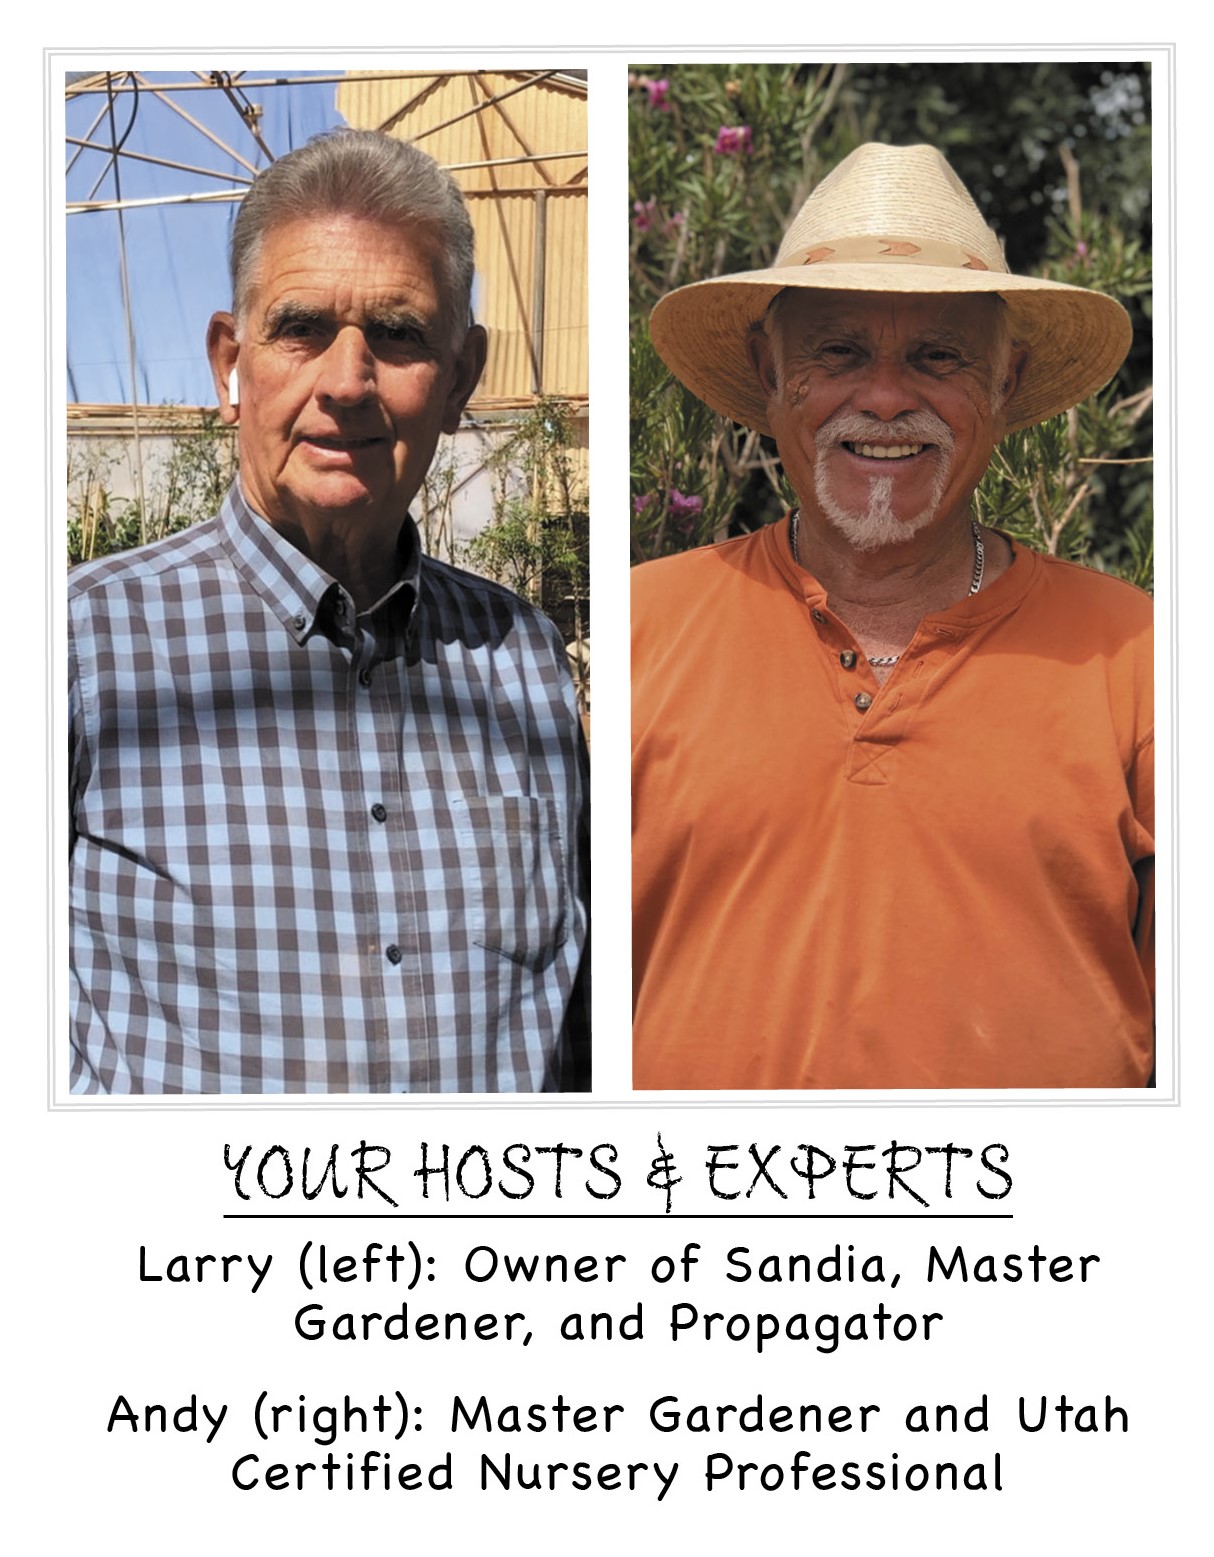 YOUR HOSTS & EXPERTS
Larry (left): Owner of Sandia, Master
Gardener, and Propagator
Andy (right): Master Gardener and Utah
Certified Nursery Professional